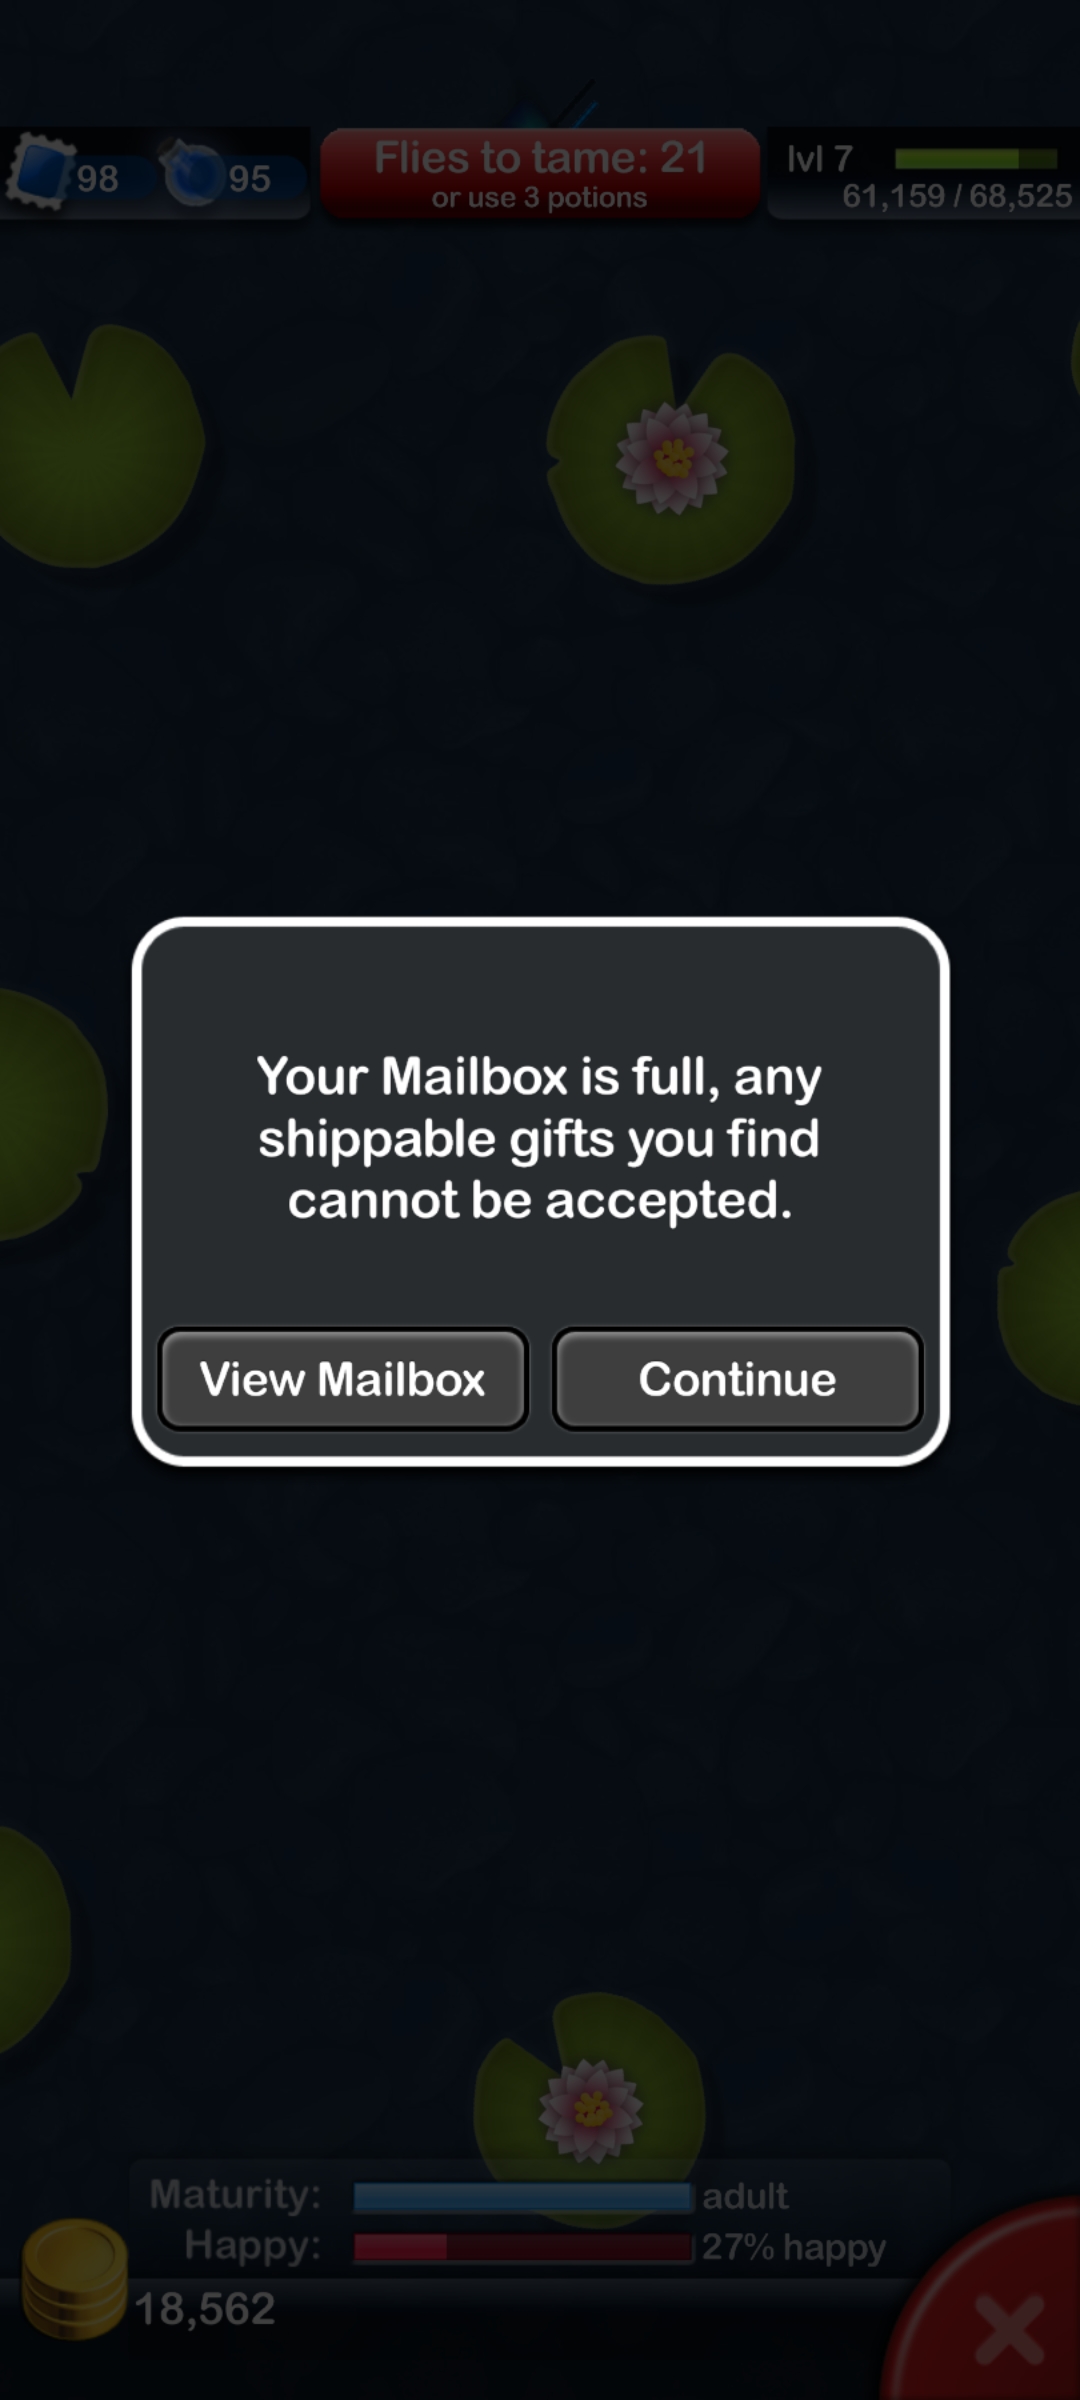 98
95
Flies to tame: 21
or use 3 potions
lvl 7
61,159 / 68,525
Your Mailbox is full, any
shippable gifts you find
cannot be accepted.
View Mailbox
Continue
Maturity:
adult
Happy:
27% happy
18,562